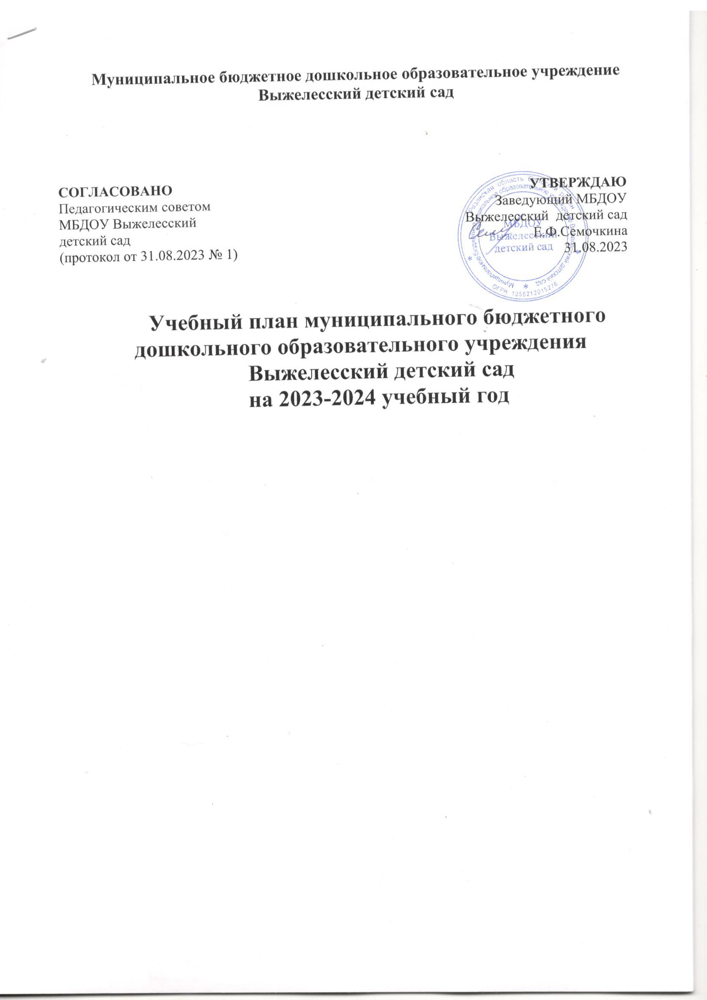 Муниципальное бюджетное дошкольное образовательное учреждение
Выжелесский детский сад
СОГЛАСОВАНО
Педагогическим советом
МБДОУ Выжелесский
детский сад
(протокол от 31.08.2023 № 1)
УТВЕРЖДАЮ
Заведующий МБДОУ
Выжелесский детский сад
Е.Ф.Семочкина
31.08.2023
Рязанская область район
Муниципальное бюджетное дошкольное образовательное учреждение Выжелесский детский сад
МБДОУ
Выжелесский
детский сад
ОГРН 1056212015276
Учебный план муниципального бюджетного
дошкольного образовательного учреждения
Выжелесский детский сад
на 2023-2024 учебный год